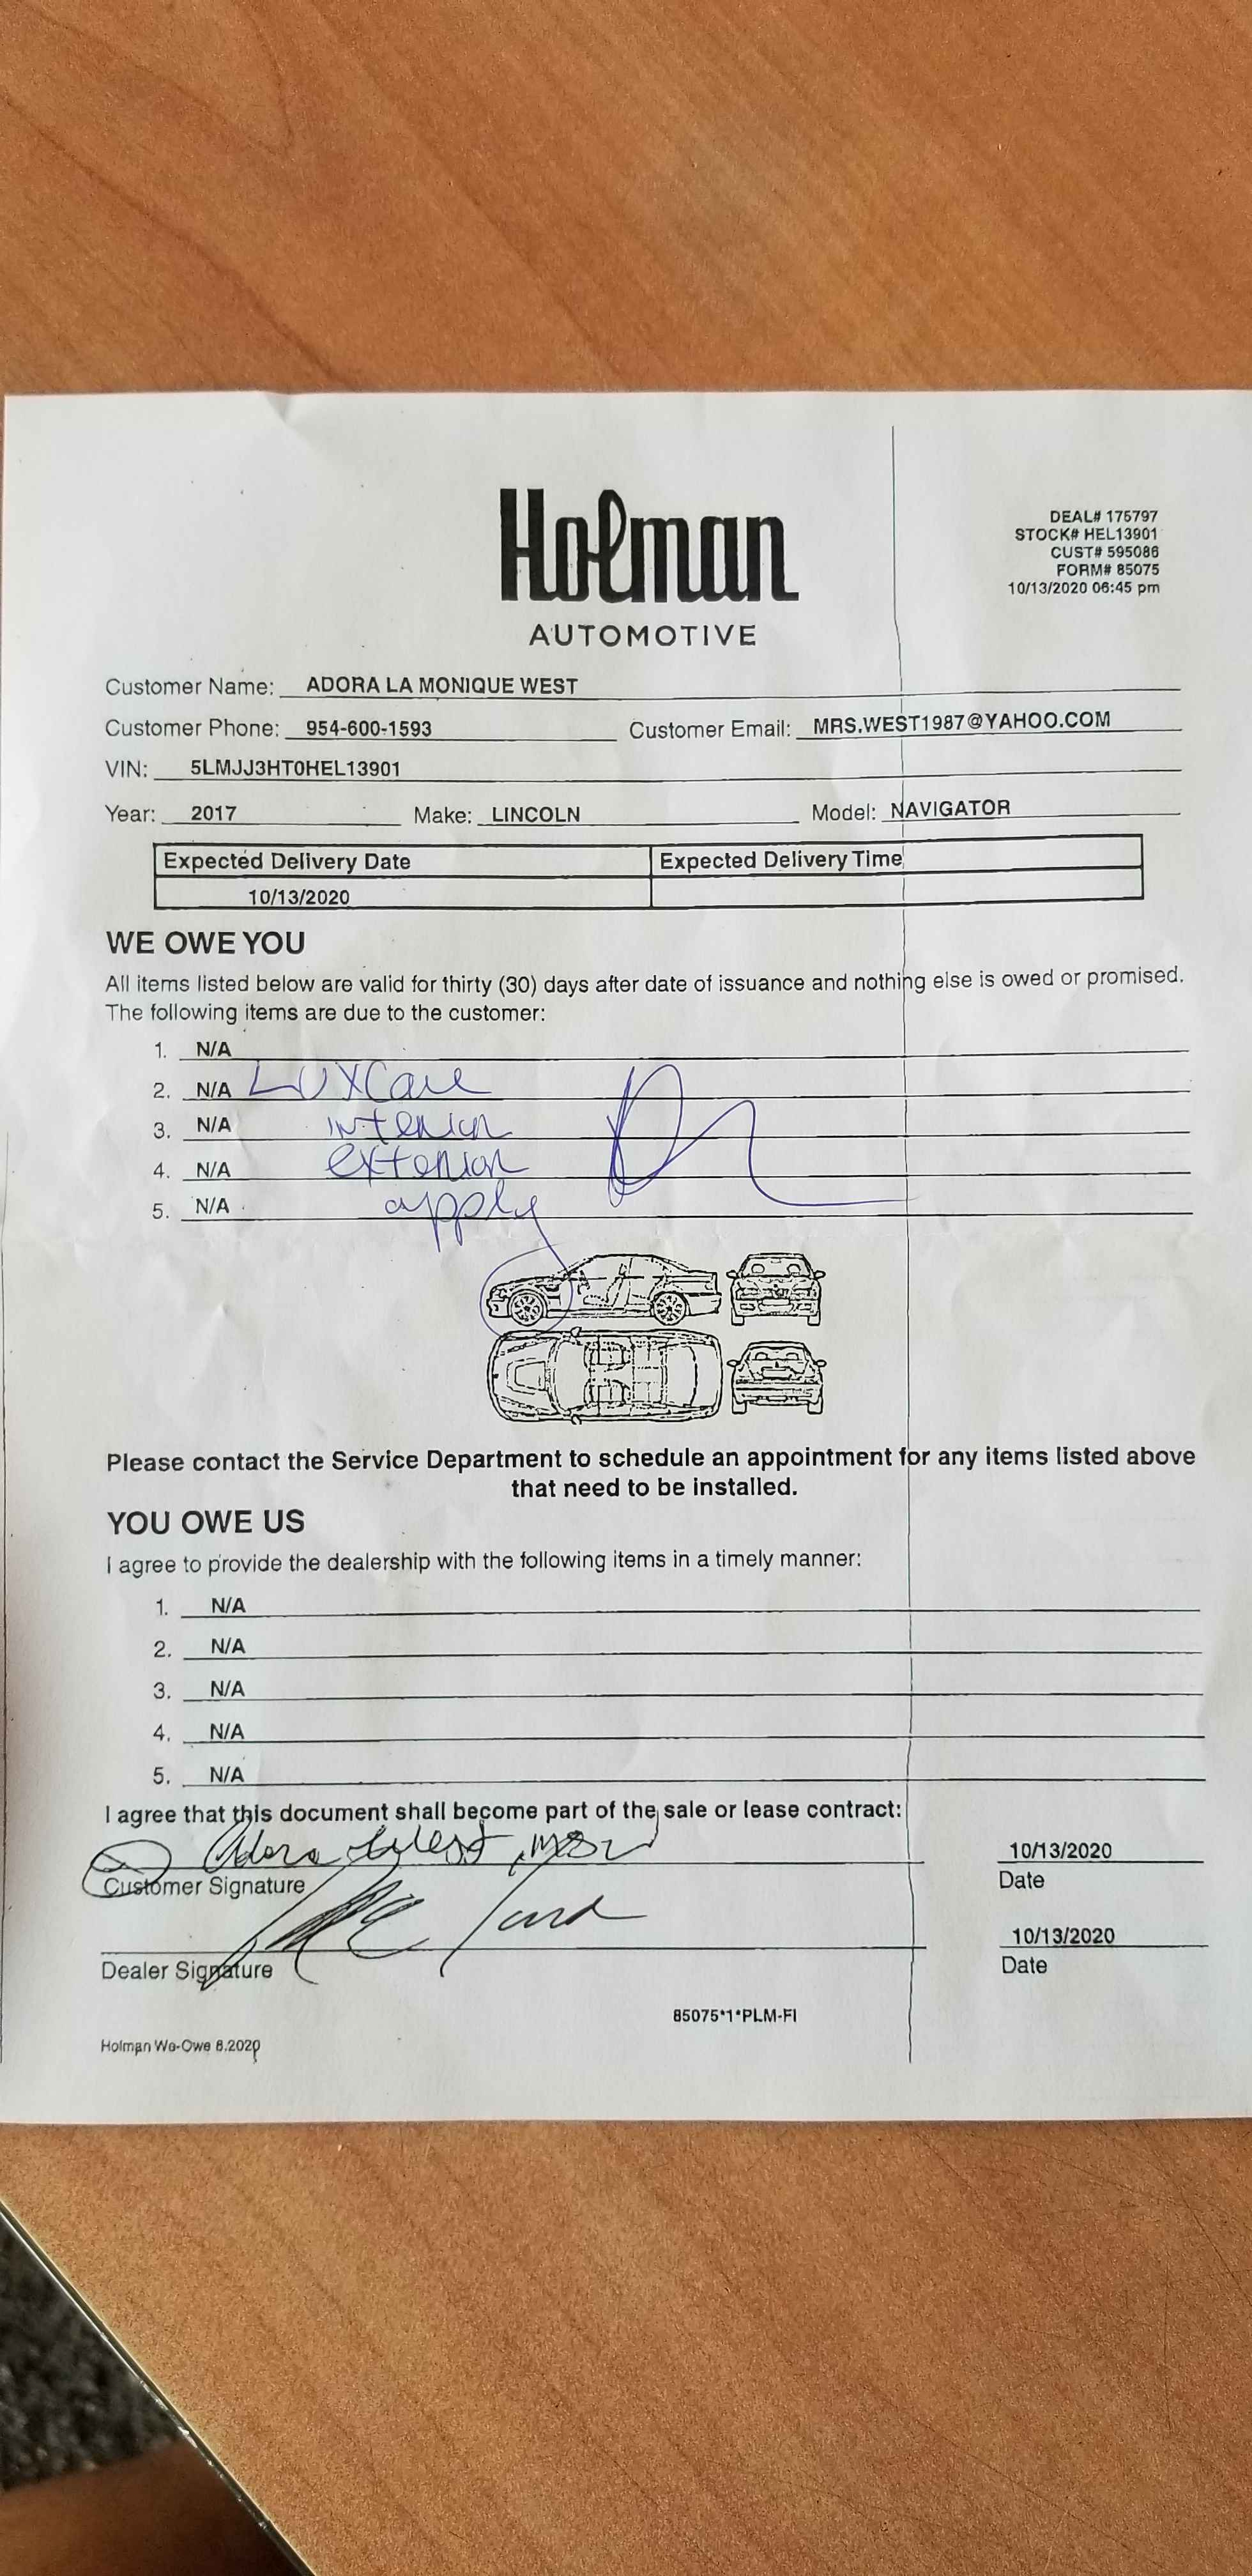 Holman
AUTOMOTIVE
DEAL# 175797
STOCK# HEL13901
CUST# 595086
FORM# 85075
10/13/2020 06:45 pm
Customer Name: ADORA LA MONIQUE WEST
Customer Phone: 954-600-1593 Customer Email: MRS.WEST1987@YAHOO.COM
VIN: 5LMJJ3HT0HEL13901
Year: 2017 Make: LINCOLN Model: NAVIGATOR
Expected Delivery Date Expected Delivery Time
10/13/2020
WE OWE YOU
All items listed below are valid for thirty (30) days after date of issuance and nothing else is owed or promised.
The following items are due to the customer:
1. N/A
2. N/A LUXCare
3. N/A interior
4. N/A exterior
5. N/A apply
Please contact the Service Department to schedule an appointment for any items listed above
that need to be installed.
YOU OWE US
I agree to provide the dealership with the following items in a timely manner:
1. N/A
2. N/A
3. N/A
4. N/A
5. N/A
I agree that this document shall become part of the sale or lease contract:
Adora West, MSW 10/13/2020
Customer Signature Date
10/13/2020
Dealer Signature Date
85075*1*PLM-FI
Holman We-Owe 8.2020